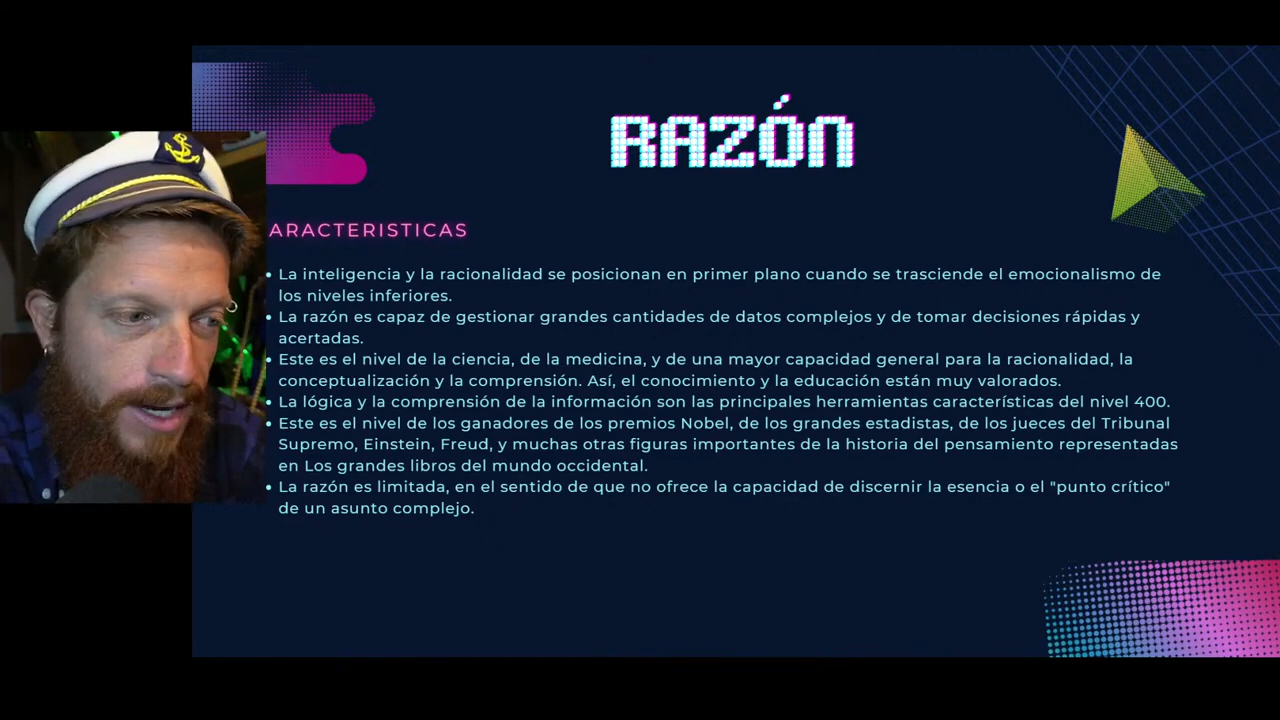 RAZÓN
ARACTERISTICAS
• La inteligencia y la racionalidad se posicionan en primer plano cuando se trasciende el emocionalismo de
los niveles inferiores.
• La razón es capaz de gestionar grandes cantidades de datos complejos y de tomar decisiones rápidas y
acertadas.
• Este es el nivel de la ciencia, de la medicina, y de una mayor capacidad general para la racionalidad, la
conceptualización y la comprensión. Así, el conocimiento y la educación están muy valorados.
• La lógica y la comprensión de la información son las principales herramientas características del nivel 400.
• Este es el nivel de los ganadores de los premios Nobel, de los grandes estadistas, de los jueces del Tribunal
Supremo, Einstein, Freud, y muchas otras figuras importantes de la historia del pensamiento representadas
en Los grandes libros del mundo occidental.
• La razón es limitada, en el sentido de que no ofrece la capacidad de discernir la esencia o el "punto crítico"
de un asunto complejo.